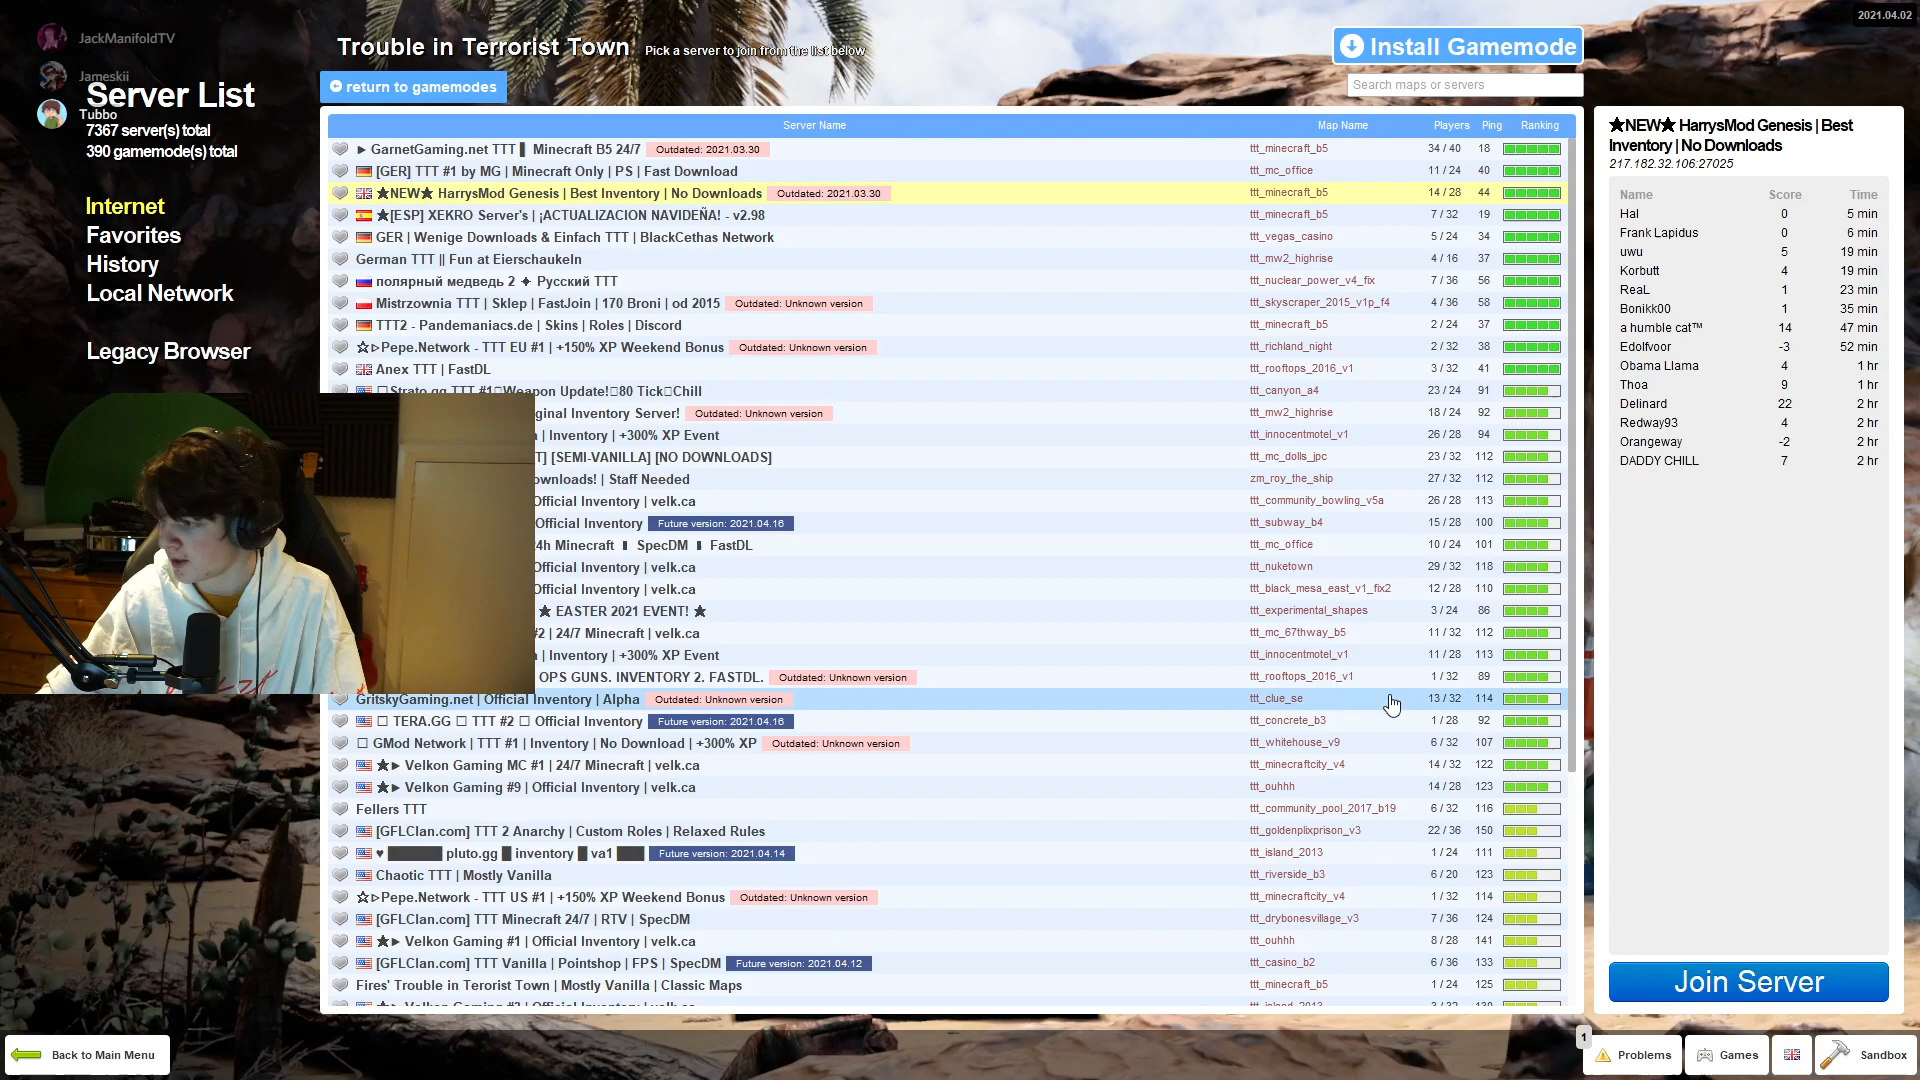 2021.04.02
JackManifoldTV
Jameskii
Tubbo
Server List
7367 server(s) total
390 gamemode(s) total
Internet
Favorites
History
Local Network
Legacy Browser
Trouble in Terrorist Town Pick a server to join from the list below
Install Gamemode
return to gamemodes
Search maps or servers
Server Name Map Name Players Ping Ranking
► GarnetGaming.net TTT ▌ Minecraft B5 24/7 Outdated: 2021.03.30 ttt_minecraft_b5 34 / 40 18
[GER] TTT #1 by MG | Minecraft Only | PS | Fast Download ttt_mc_office 11 / 24 40
★NEW★ HarrysMod Genesis | Best Inventory | No Downloads Outdated: 2021.03.30 ttt_minecraft_b5 14 / 28 44
★[ESP] XEKRO Server's | ¡ACTUALIZACION NAVIDEÑA! - v2.98 ttt_minecraft_b5 7 / 32 19
GER | Wenige Downloads & Einfach TTT | BlackCethas Network ttt_vegas_casino 5 / 24 34
German TTT || Fun at Eierschaukeln ttt_mw2_highrise 4 / 16 37
полярный медведь 2 ✦ Русский TTT ttt_nuclear_power_v4_fix 7 / 36 56
Mistrzownia TTT | Sklep | FastJoin | 170 Broni | od 2015 Outdated: Unknown version ttt_skyscraper_2015_v1p_f4 4 / 36 58
TTT2 - Pandemaniacs.de | Skins | Roles | Discord ttt_minecraft_b5 2 / 24 37
☆▷Pepe.Network - TTT EU #1 | +150% XP Weekend Bonus Outdated: Unknown version ttt_richland_night 2 / 32 38
Anex TTT | FastDL ttt_rooftops_2016_v1 3 / 32 41
□Strato.gg TTT #1□Weapon Update!□80 Tick□Chill ttt_canyon_a4 23 / 24 91
ginal Inventory Server! Outdated: Unknown version ttt_mw2_highrise 18 / 24 92
| Inventory | +300% XP Event ttt_innocentmotel_v1 26 / 28 94
T] [SEMI-VANILLA] [NO DOWNLOADS] ttt_mc_dolls_jpc 23 / 32 112
ownloads! | Staff Needed zm_roy_the_ship 27 / 32 112
Official Inventory | velk.ca ttt_community_bowling_v5a 26 / 28 113
Official Inventory Future version: 2021.04.16 ttt_subway_b4 15 / 28 100
24h Minecraft ▮ SpecDM ▮ FastDL ttt_mc_office 10 / 24 101
Official Inventory | velk.ca ttt_nuketown 29 / 32 118
Official Inventory | velk.ca ttt_black_mesa_east_v1_fix2 12 / 28 110
★ EASTER 2021 EVENT! ★ ttt_experimental_shapes 3 / 24 86
#2 | 24/7 Minecraft | velk.ca ttt_mc_67thway_b5 11 / 32 112
| Inventory | +300% XP Event ttt_innocentmotel_v1 11 / 28 113
OPS GUNS. INVENTORY 2. FASTDL. Outdated: Unknown version ttt_rooftops_2016_v1 1 / 32 89
GritskyGaming.net | Official Inventory | Alpha Outdated: Unknown version ttt_clue_se 13 / 32 114
□ TERA.GG □ TTT #2 □ Official Inventory Future version: 2021.04.16 ttt_concrete_b3 1 / 28 92
□ GMod Network | TTT #1 | Inventory | No Download | +300% XP Outdated: Unknown version ttt_whitehouse_v9 6 / 32 107
★► Velkon Gaming MC #1 | 24/7 Minecraft | velk.ca ttt_minecraftcity_v4 14 / 32 122
★► Velkon Gaming #9 | Official Inventory | velk.ca ttt_ouhhh 14 / 28 123
Fellers TTT ttt_community_pool_2017_b19 6 / 32 116
[GFLClan.com] TTT 2 Anarchy | Custom Roles | Relaxed Rules ttt_goldenplixprison_v3 22 / 36 150
♥ ██████ pluto.gg █ inventory █ va1 ███ Future version: 2021.04.14 ttt_island_2013 1 / 24 111
Chaotic TTT | Mostly Vanilla ttt_riverside_b3 6 / 20 123
☆▷Pepe.Network - TTT US #1 | +150% XP Weekend Bonus Outdated: Unknown version ttt_minecraftcity_v4 1 / 32 114
[GFLClan.com] TTT Minecraft 24/7 | RTV | SpecDM ttt_drybonesvillage_v3 7 / 36 124
★► Velkon Gaming #1 | Official Inventory | velk.ca ttt_ouhhh 8 / 28 141
[GFLClan.com] TTT Vanilla | Pointshop | FPS | SpecDM Future version: 2021.04.12 ttt_casino_b2 6 / 36 133
Fires' Trouble in Terorist Town | Mostly Vanilla | Classic Maps ttt_minecraft_b5 1 / 24 125
★NEW★ HarrysMod Genesis | Best
Inventory | No Downloads
217.182.32.106:27025
Name Score Time
Hal 0 5 min
Frank Lapidus 0 6 min
uwu 5 19 min
Korbutt 4 19 min
ReaL 1 23 min
Bonikk00 1 35 min
a humble cat™ 14 47 min
Edolfvoor -3 52 min
Obama Llama 4 1 hr
Thoa 9 1 hr
Delinard 22 2 hr
Redway93 4 2 hr
Orangeway -2 2 hr
DADDY CHILL 7 2 hr
Join Server
Back to Main Menu
1
Problems
Games
Sandbox